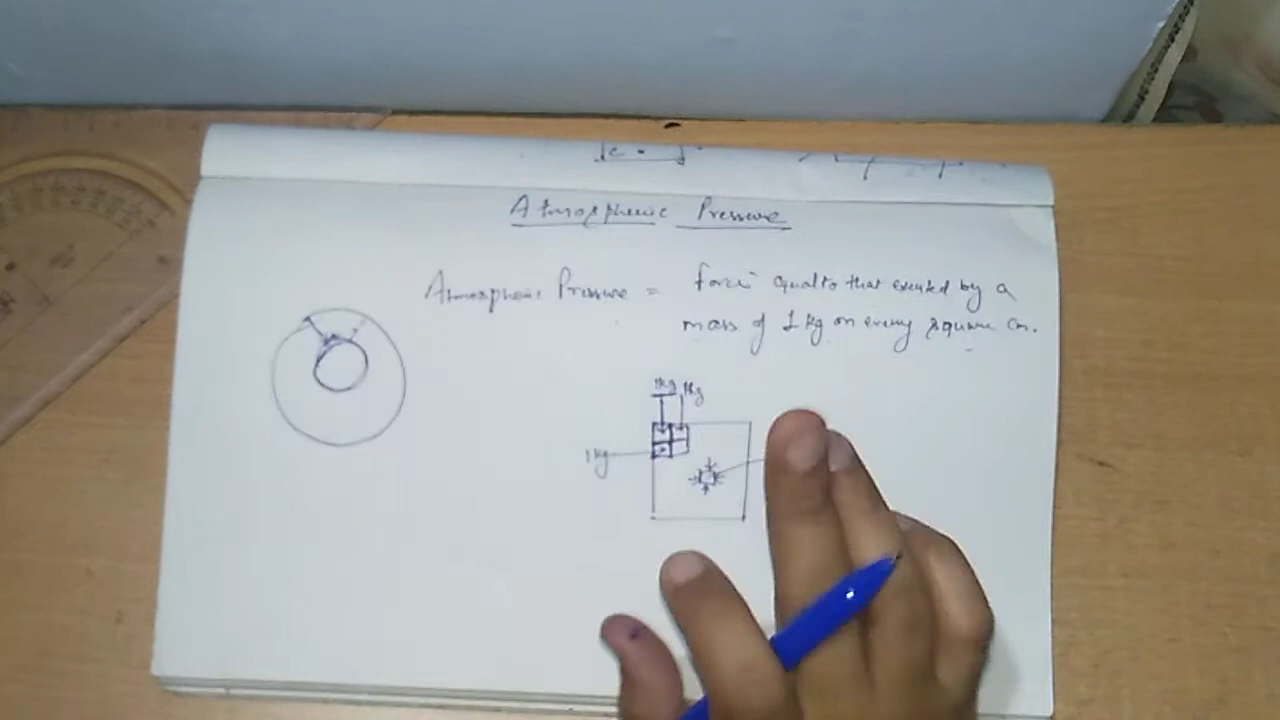 Atmospheric Pressure
Atmospheric Pressure = force equal to that exerted by a
mass of 1 kg on every square cm.
1kg 1kg
1kg